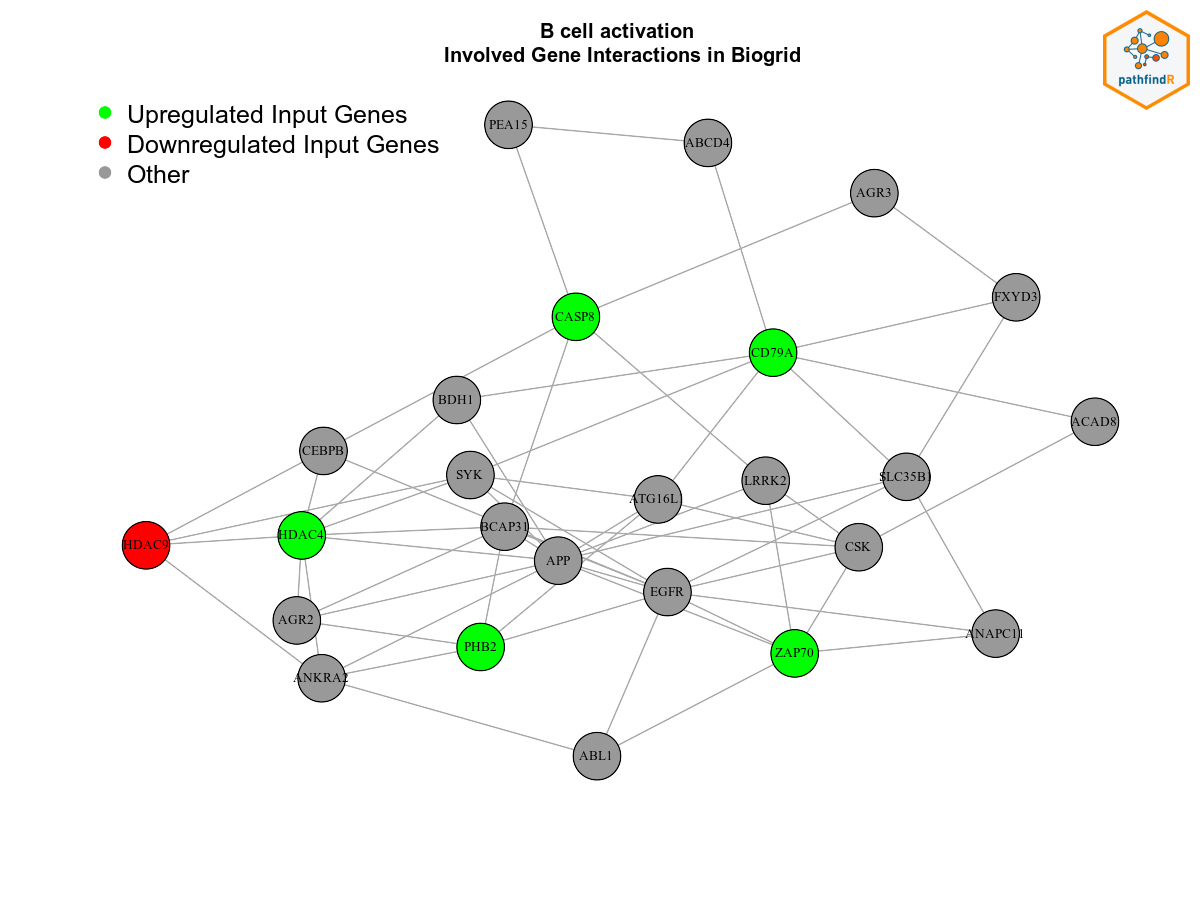 B cell activation
Involved Gene Interactions in Biogrid
pathfindR
Upregulated Input Genes
Downregulated Input Genes
Other
PEA15
ABCD4
AGR3
FXYD3
CASP8
CD79A
BDH1
ACAD8
CEBPB
SYK
LRRK2
SLC35B1
ATG16L1
BCAP31
HDAC4
HDAC9
APP
CSK
EGFR
AGR2
ANAPC11
PHB2
ZAP70
ANKRA2
ABL1